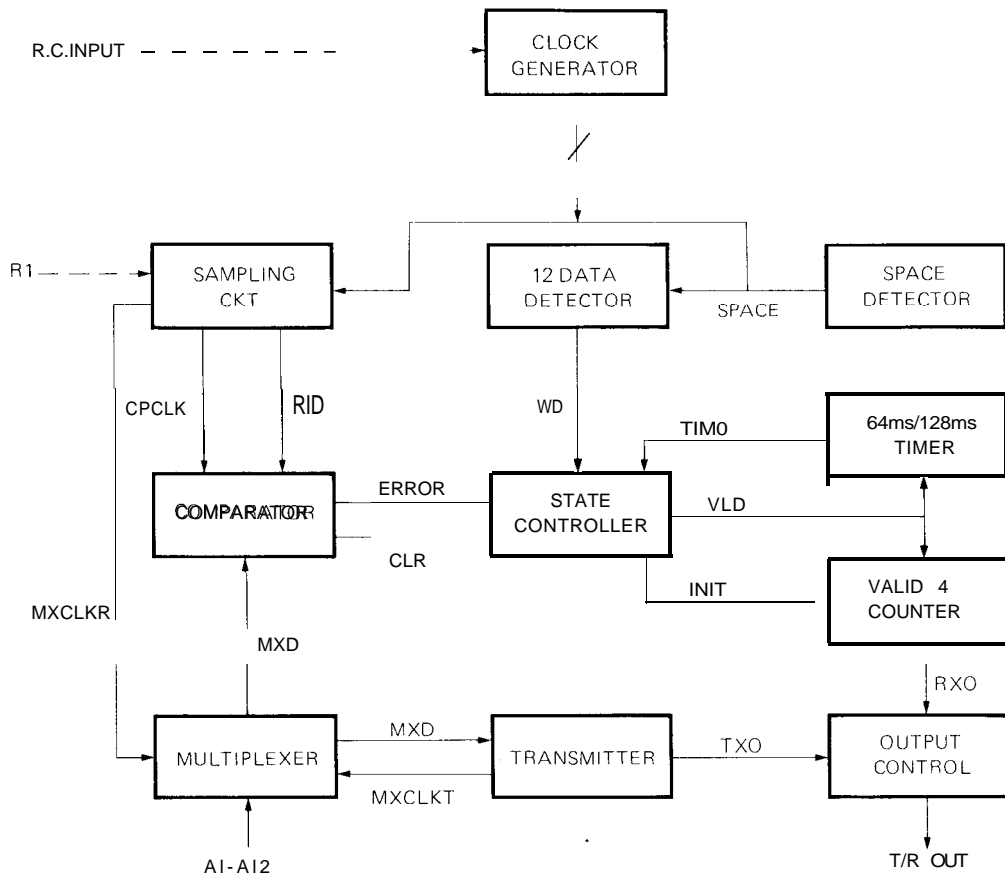 R.C.INPUT
CLOCK
GENERATOR
R1
SAMPLING
CKT
12 DATA
DETECTOR
SPACE
SPACE
DETECTOR
CPCLK
RID
WD
TIM0
64ms/128ms
TIMER
COMPARATOR
ERROR
CLR
STATE
CONTROLLER
VLD
INIT
VALID 4
COUNTER
MXCLKR
MXD
RXO
MULTIPLEXER
MXD
MXCLKT
TRANSMITTER
TXO
OUTPUT
CONTROL
AI-AI2
T/R OUT